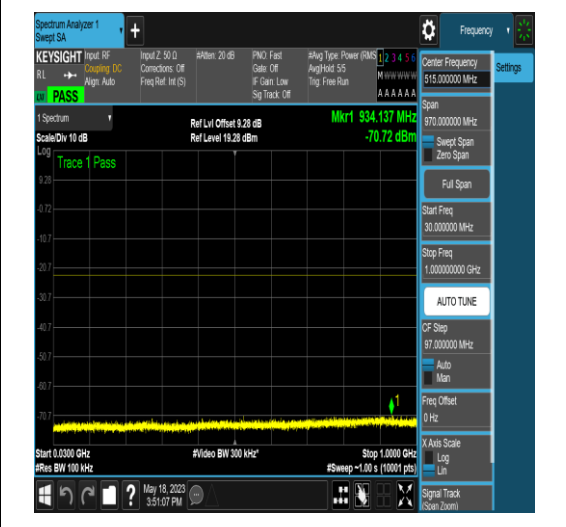 Spectrum Analyzer 1
Swept SA
+
Frequency
KEYSIGHT
RL
PASS
Input: RF
Coupling: DC
Align: Auto
Input Z: 50 Ω
Corrections: Off
Freq Ref: Int (S)
#Atten: 20 dB
PNO: Fast
Gate: Off
IF Gain: Low
Sig Track: Off
#Avg Type: Power (RMS
Avg|Hold: 5/5
Trig: Free Run
1 2 3 4 5 6
M W W W W W
A A A A A A
1 Spectrum
Scale/Div 10 dB
Ref Lvl Offset 9.28 dB
Ref Level 19.28 dBm
Mkr1 934.137 MHz
-70.72 dBm
Log
Trace 1 Pass
9.28
-0.72
-10.7
-20.7
-30.7
-40.7
-50.7
-60.7
-70.7
1
Start 0.0300 GHz
#Res BW 100 kHz
#Video BW 300 kHz*
Stop 1.0000 GHz
#Sweep ~1.00 s (10001 pts)
?
May 18, 2023
3:51:07 PM
Center Frequency
515.000000 MHz
Span
970.000000 MHz
Swept Span
Zero Span
Full Span
Start Freq
30.000000 MHz
Stop Freq
1.000000000 GHz
AUTO TUNE
CF Step
97.000000 MHz
Auto
Man
Freq Offset
0 Hz
X Axis Scale
Log
Lin
Signal Track
(Span Zoom)
Settings